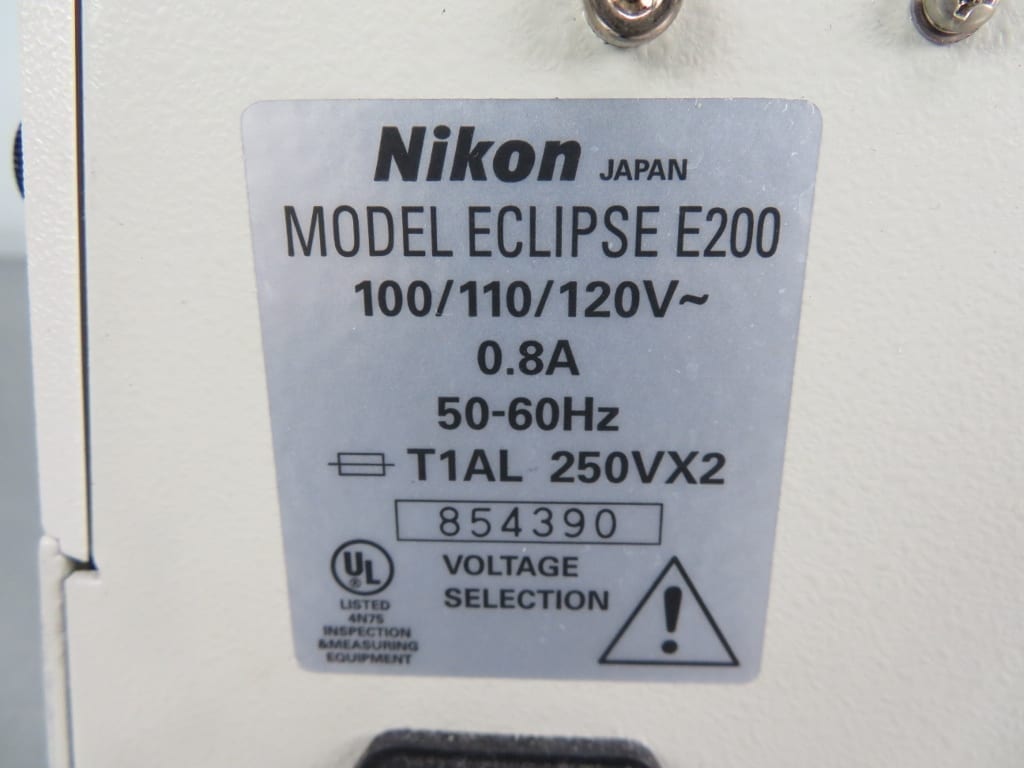 Nikon JAPAN
MODEL ECLIPSE E200
100/110/120V~
0.8A
50-60Hz
T1AL 250VX2
854390
UL ®
LISTED
4N75
INSPECTION
&MEASURING
EQUIPMENT
VOLTAGE
SELECTION
!